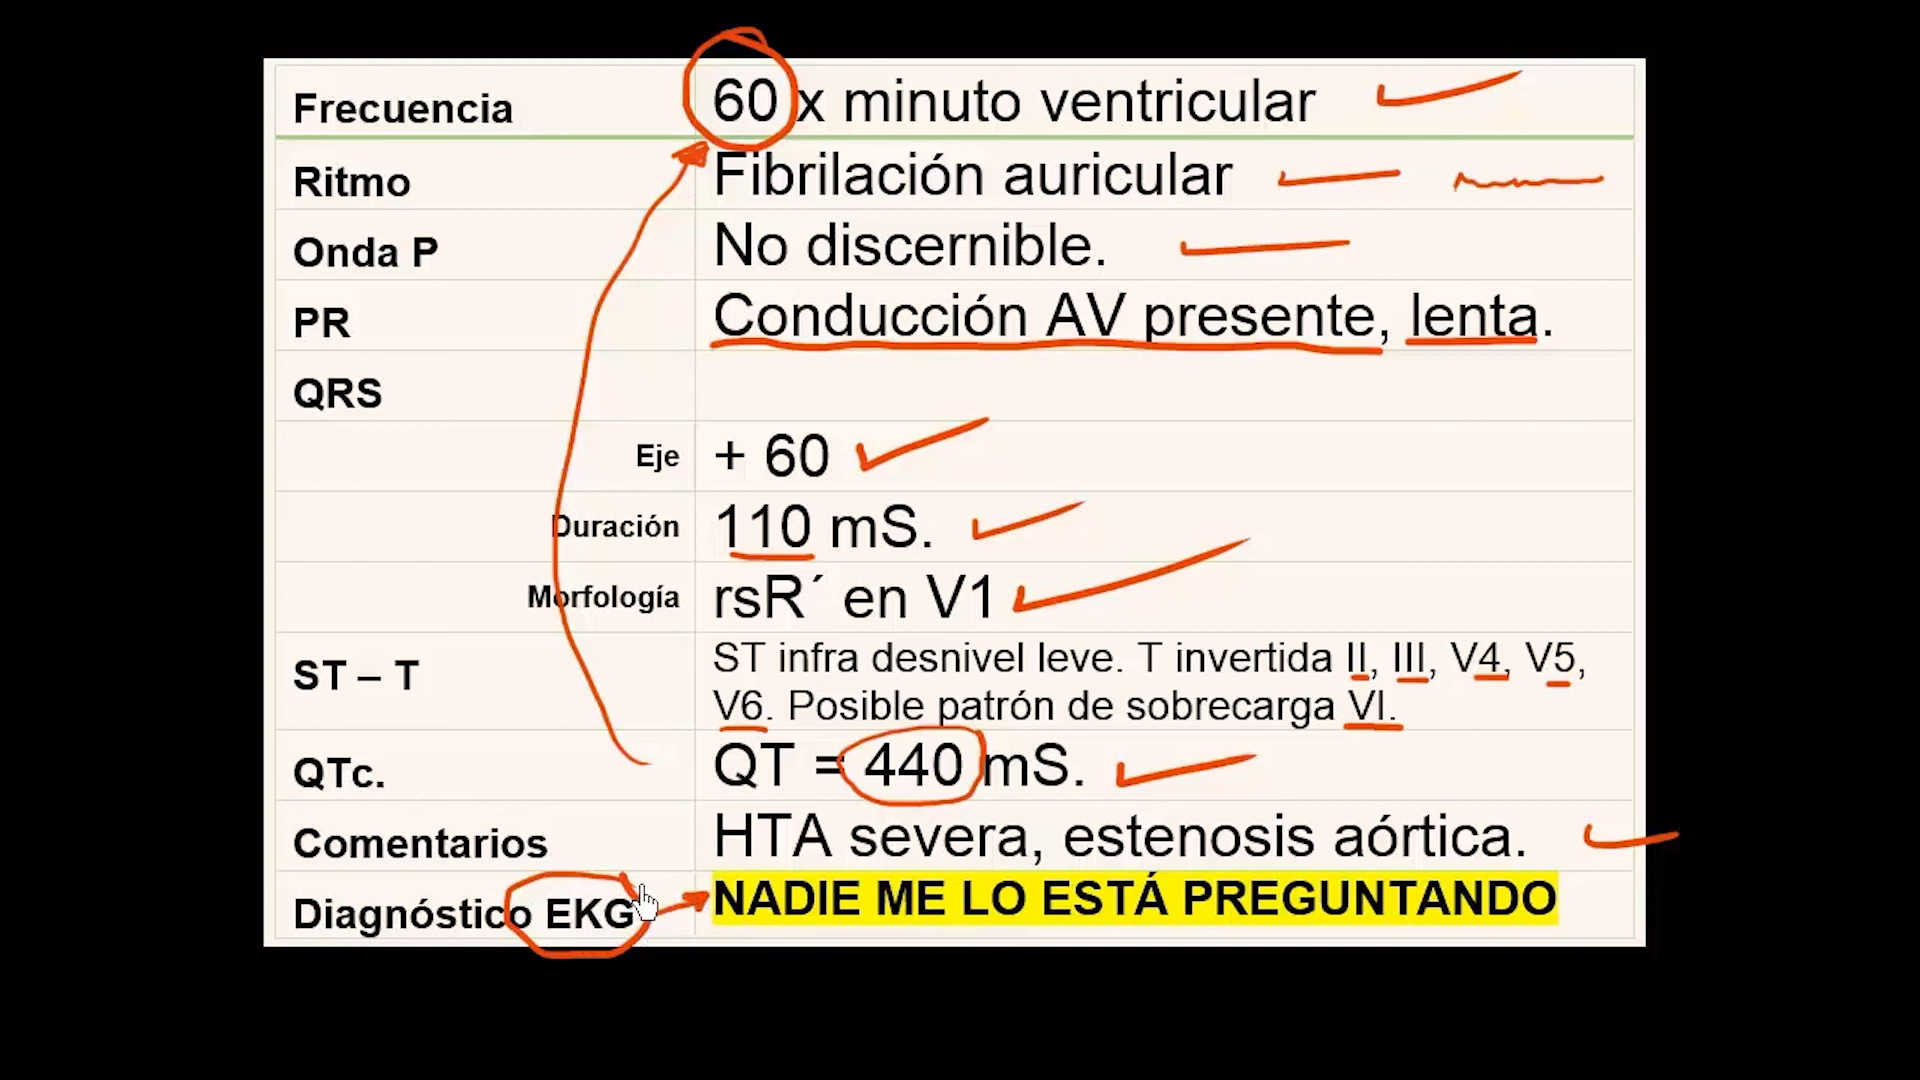 Frecuencia 60 x minuto ventricular
Ritmo Fibrilación auricular
Onda P No discernible.
PR Conducción AV presente, lenta.
QRS
Eje + 60
Duración 110 mS.
Morfología rsR´ en V1
ST – T ST infra desnivel leve. T invertida II, III, V4, V5,
V6. Posible patrón de sobrecarga VI.
QTc. QT = 440 mS.
Comentarios HTA severa, estenosis aórtica.
Diagnóstico EKG NADIE ME LO ESTÁ PREGUNTANDO